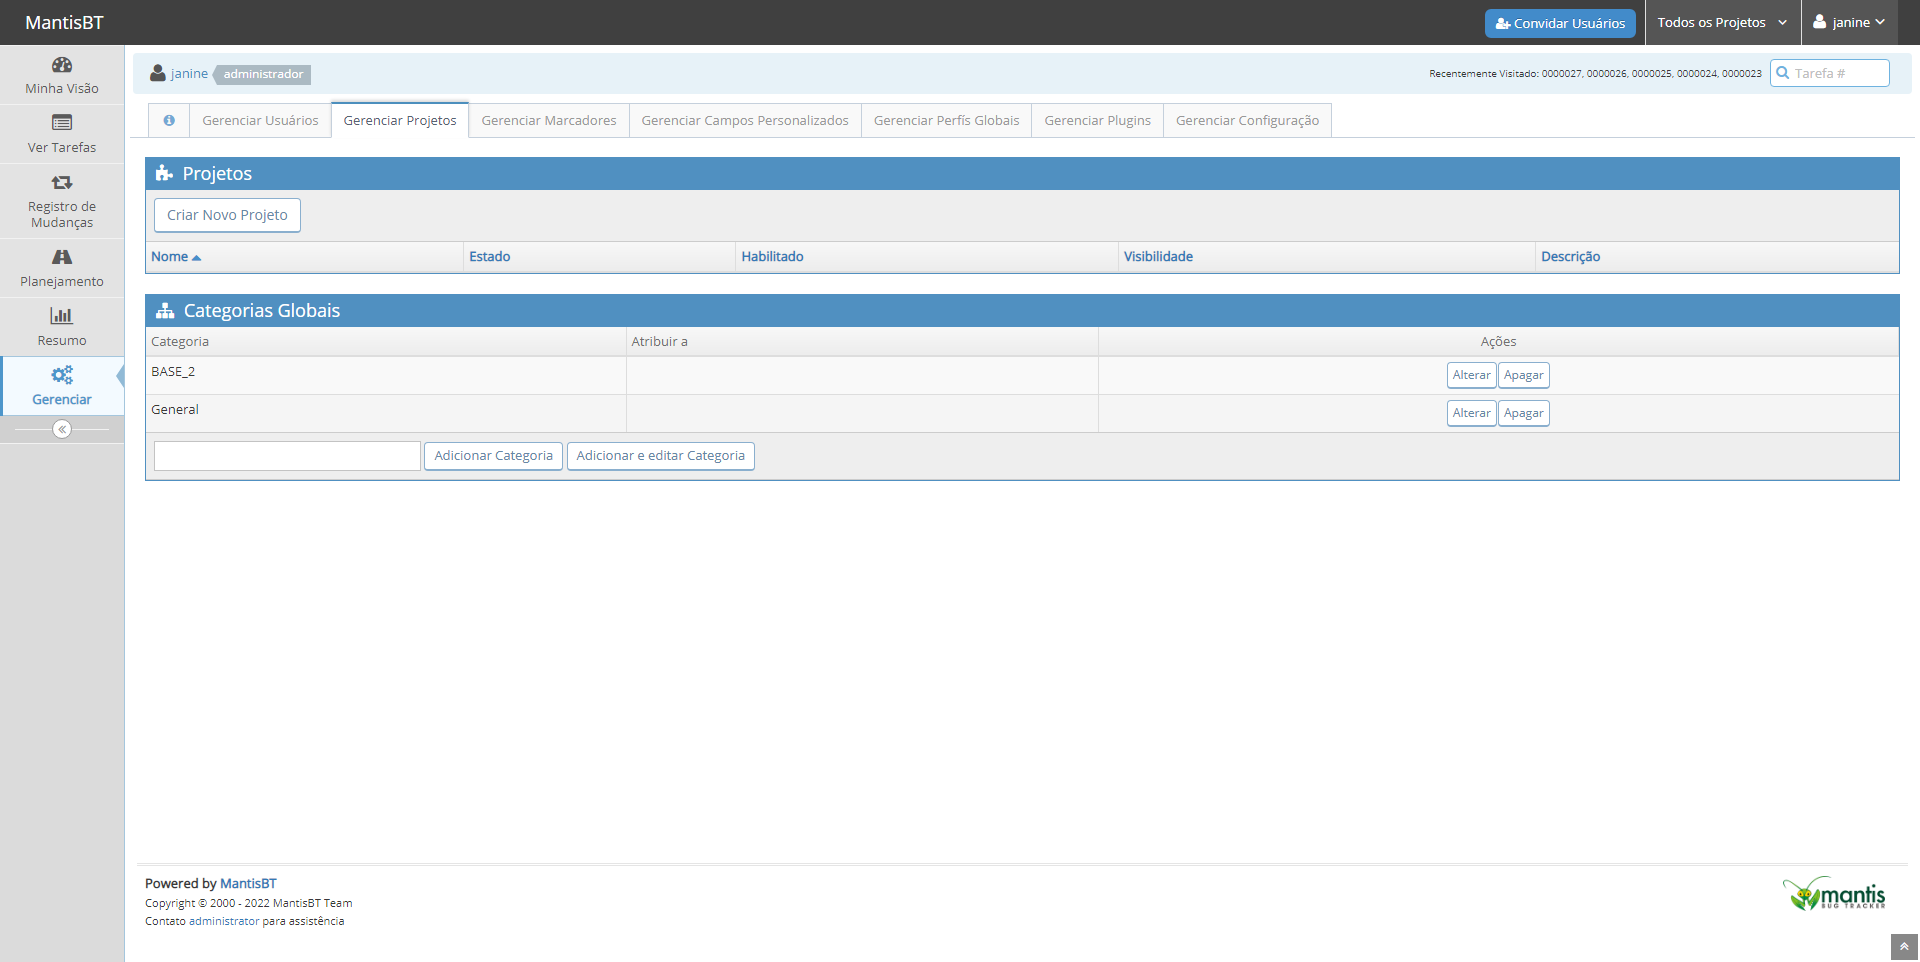 MantisBT
Convidar Usuários
Todos os Projetos
janine
Minha Visão
Ver Tarefas
Registro de
Mudanças
Planejamento
Resumo
Gerenciar
janine administrador
Recentemente Visitado: 0000027, 0000026, 0000025, 0000024, 0000023
Tarefa #
Gerenciar Usuários Gerenciar Projetos Gerenciar Marcadores Gerenciar Campos Personalizados Gerenciar Perfís Globais Gerenciar Plugins Gerenciar Configuração
Projetos
Criar Novo Projeto
Nome Estado Habilitado Visibilidade Descrição
Categorias Globais
Categoria Atribuir a Ações
BASE_2 Alterar Apagar
General Alterar Apagar
Adicionar Categoria Adicionar e editar Categoria
Powered by MantisBT
Copyright © 2000 - 2022 MantisBT Team
Contato administrator para assistência
mantis
BUG TRACKER